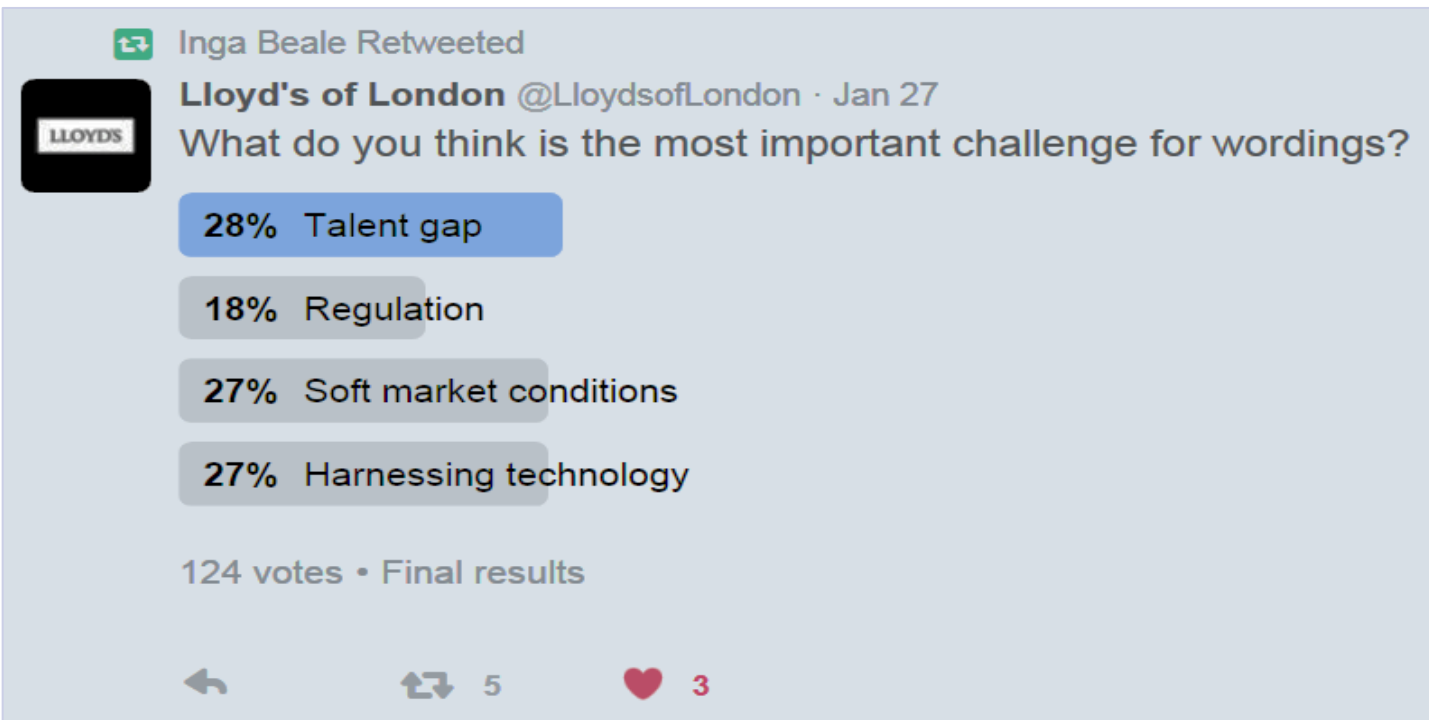 Inga Beale Retweeted
LLOYD'S
Lloyd's of London @LloydsofLondon · Jan 27
What do you think is the most important challenge for wordings?
28% Talent gap
18% Regulation
27% Soft market conditions
27% Harnessing technology
124 votes • Final results
5 3